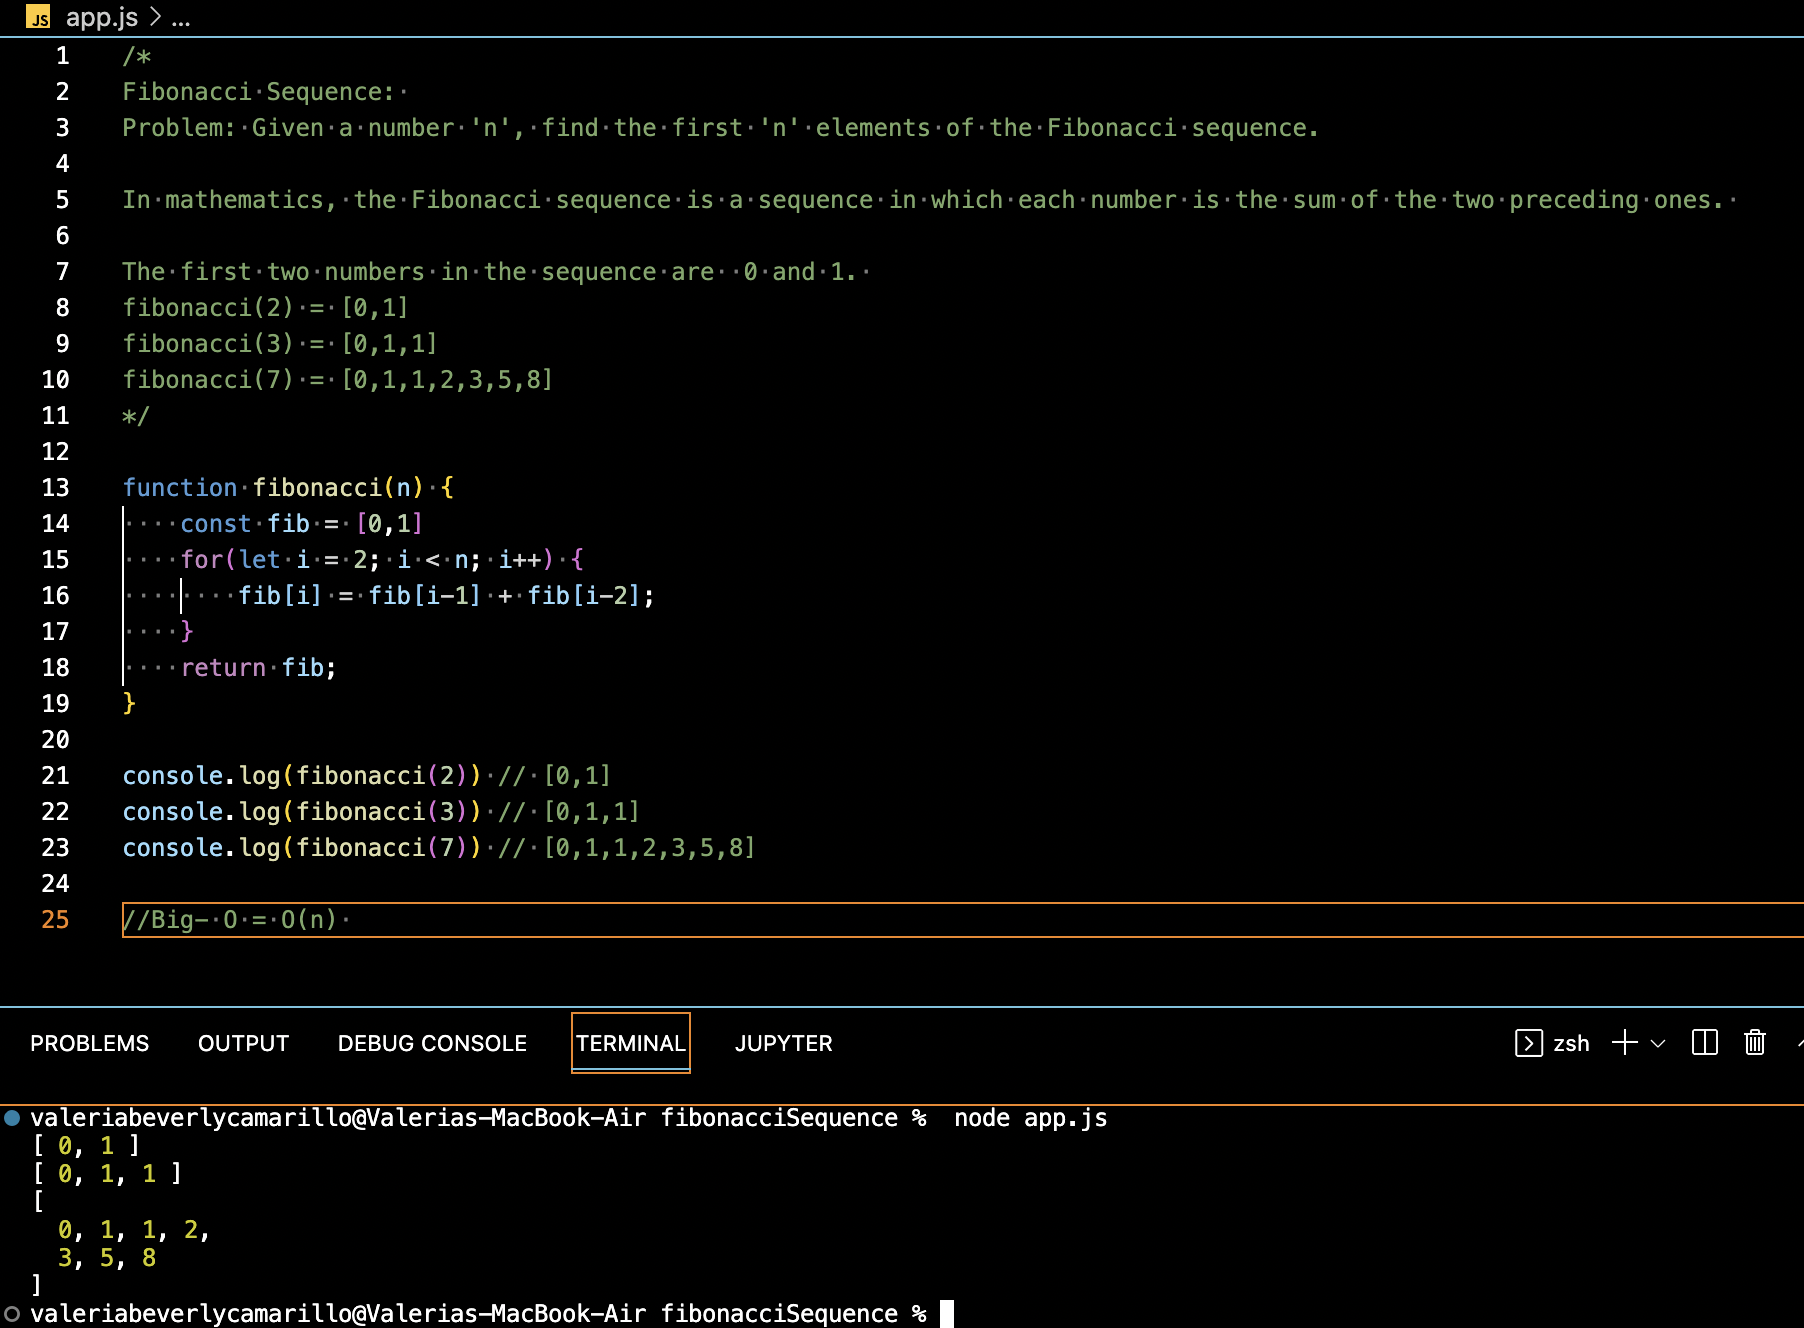 JS app.js > ...
1 /*
2 Fibonacci Sequence:
3 Problem: Given a number 'n', find the first 'n' elements of the Fibonacci sequence.
4
5 In mathematics, the Fibonacci sequence is a sequence in which each number is the sum of the two preceding ones.
6
7 The first two numbers in the sequence are  0 and 1.
8 fibonacci(2) = [0,1]
9 fibonacci(3) = [0,1,1]
10 fibonacci(7) = [0,1,1,2,3,5,8]
11 */
12
13 function fibonacci(n) {
14     const fib = [0,1]
15     for(let i = 2; i < n; i++) {
16         fib[i] = fib[i-1] + fib[i-2];
17     }
18     return fib;
19 }
20
21 console.log(fibonacci(2)) // [0,1]
22 console.log(fibonacci(3)) // [0,1,1]
23 console.log(fibonacci(7)) // [0,1,1,2,3,5,8]
24
25 //Big- O = O(n)
PROBLEMS OUTPUT DEBUG CONSOLE TERMINAL JUPYTER zsh
valeriabeverlycamarillo@Valerias-MacBook-Air fibonacciSequence %  node app.js
[ 0, 1 ]
[ 0, 1, 1 ]
[
  0, 1, 1, 2,
  3, 5, 8
]
valeriabeverlycamarillo@Valerias-MacBook-Air fibonacciSequence %